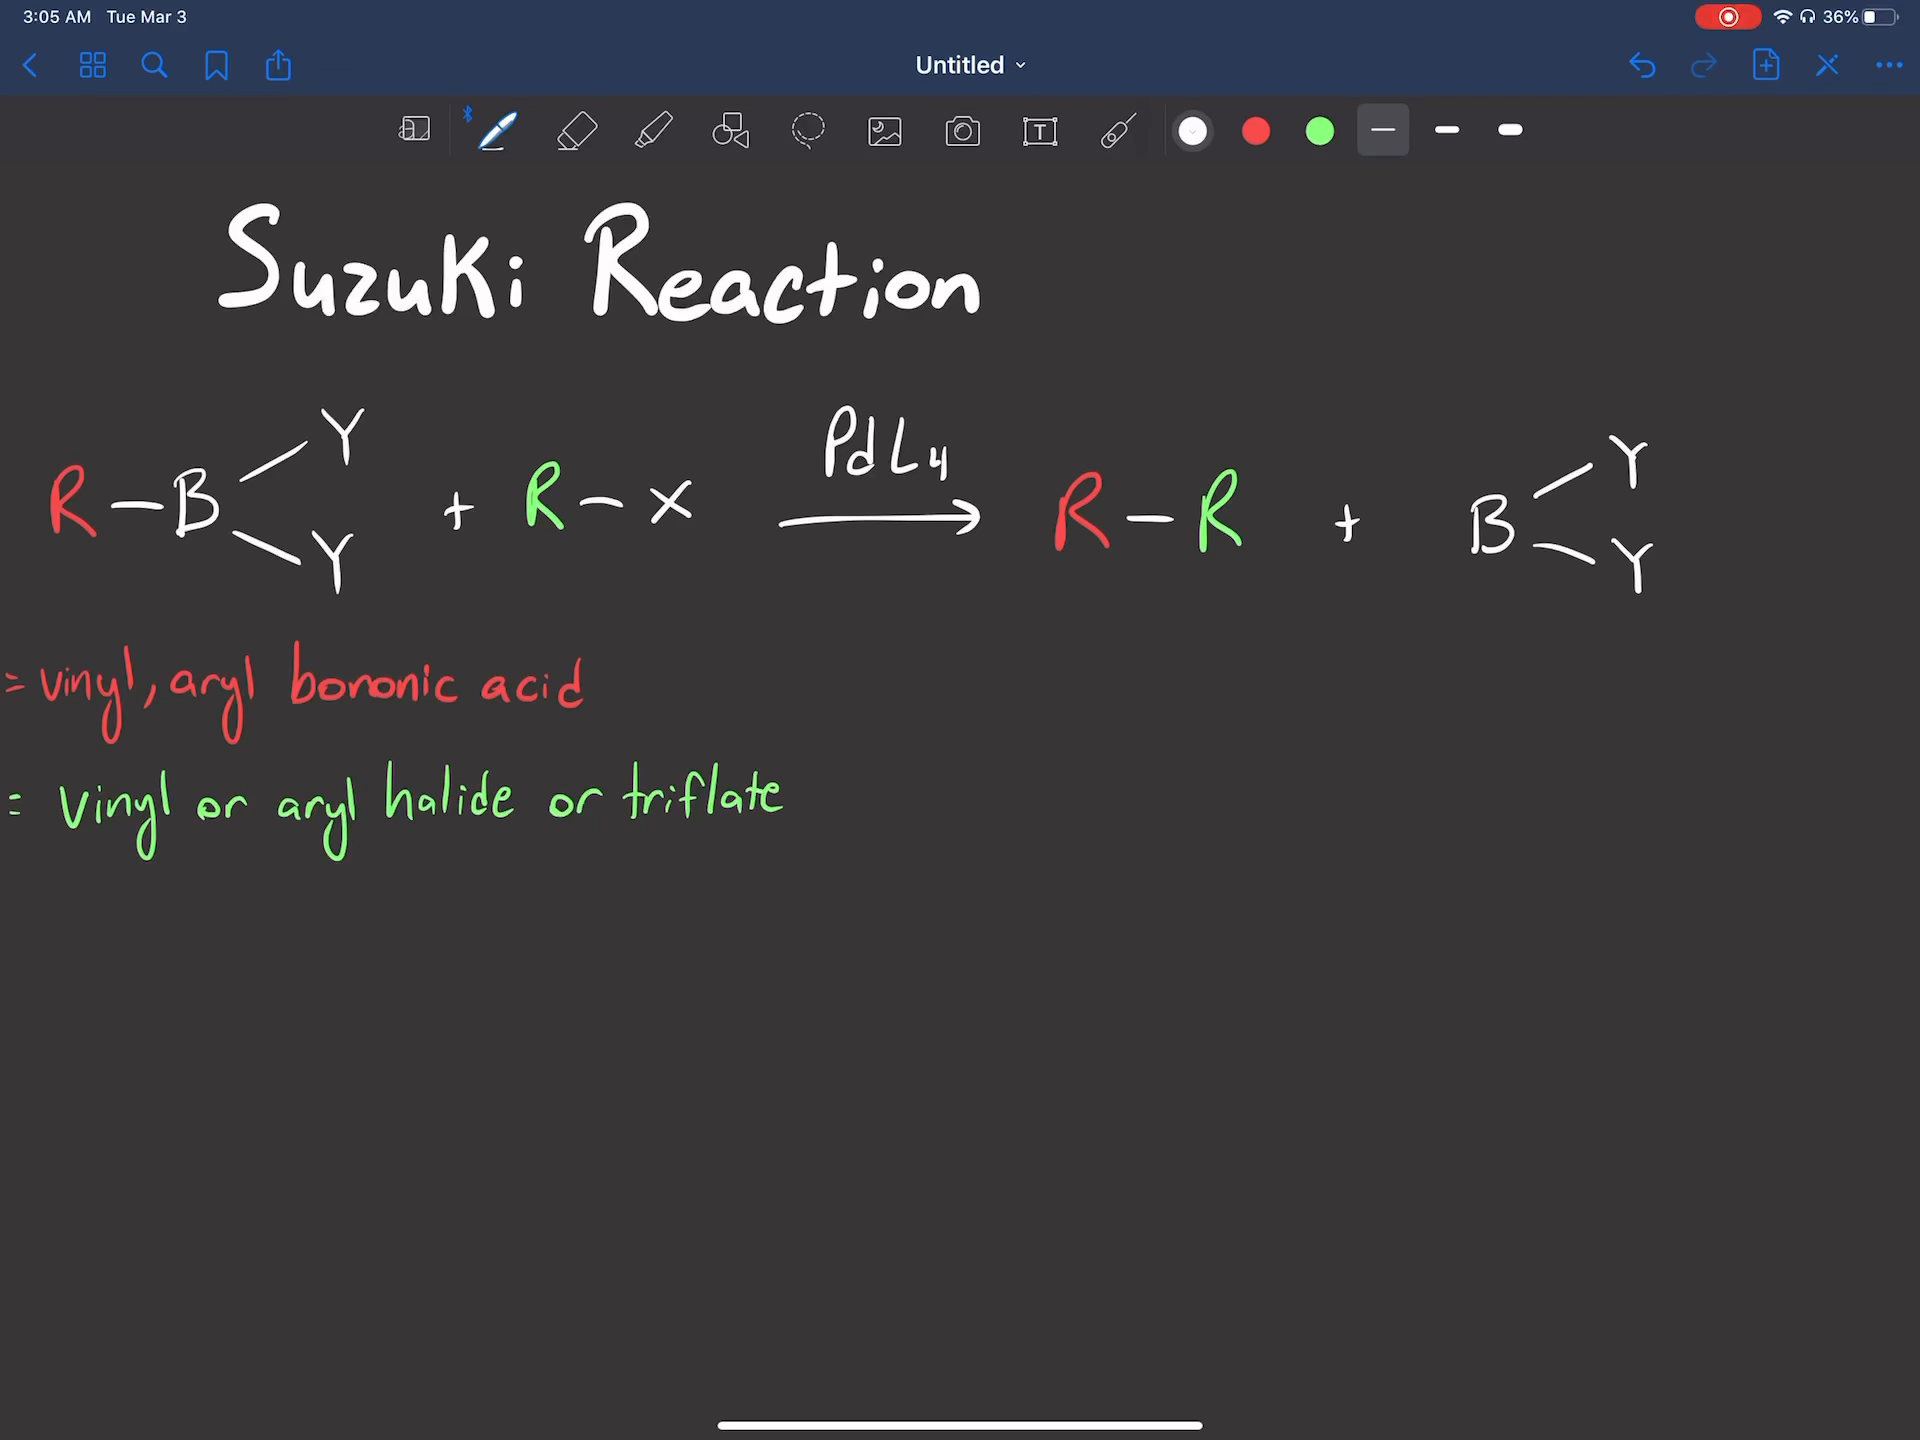 3:05 AM Tue Mar 3 36%
Untitled
T
Suzuki Reaction
R-B Y Y + R-X PdL4 → R-R + B Y Y
= vinyl, aryl boronic acid
= Vinyl or aryl halide or triflate